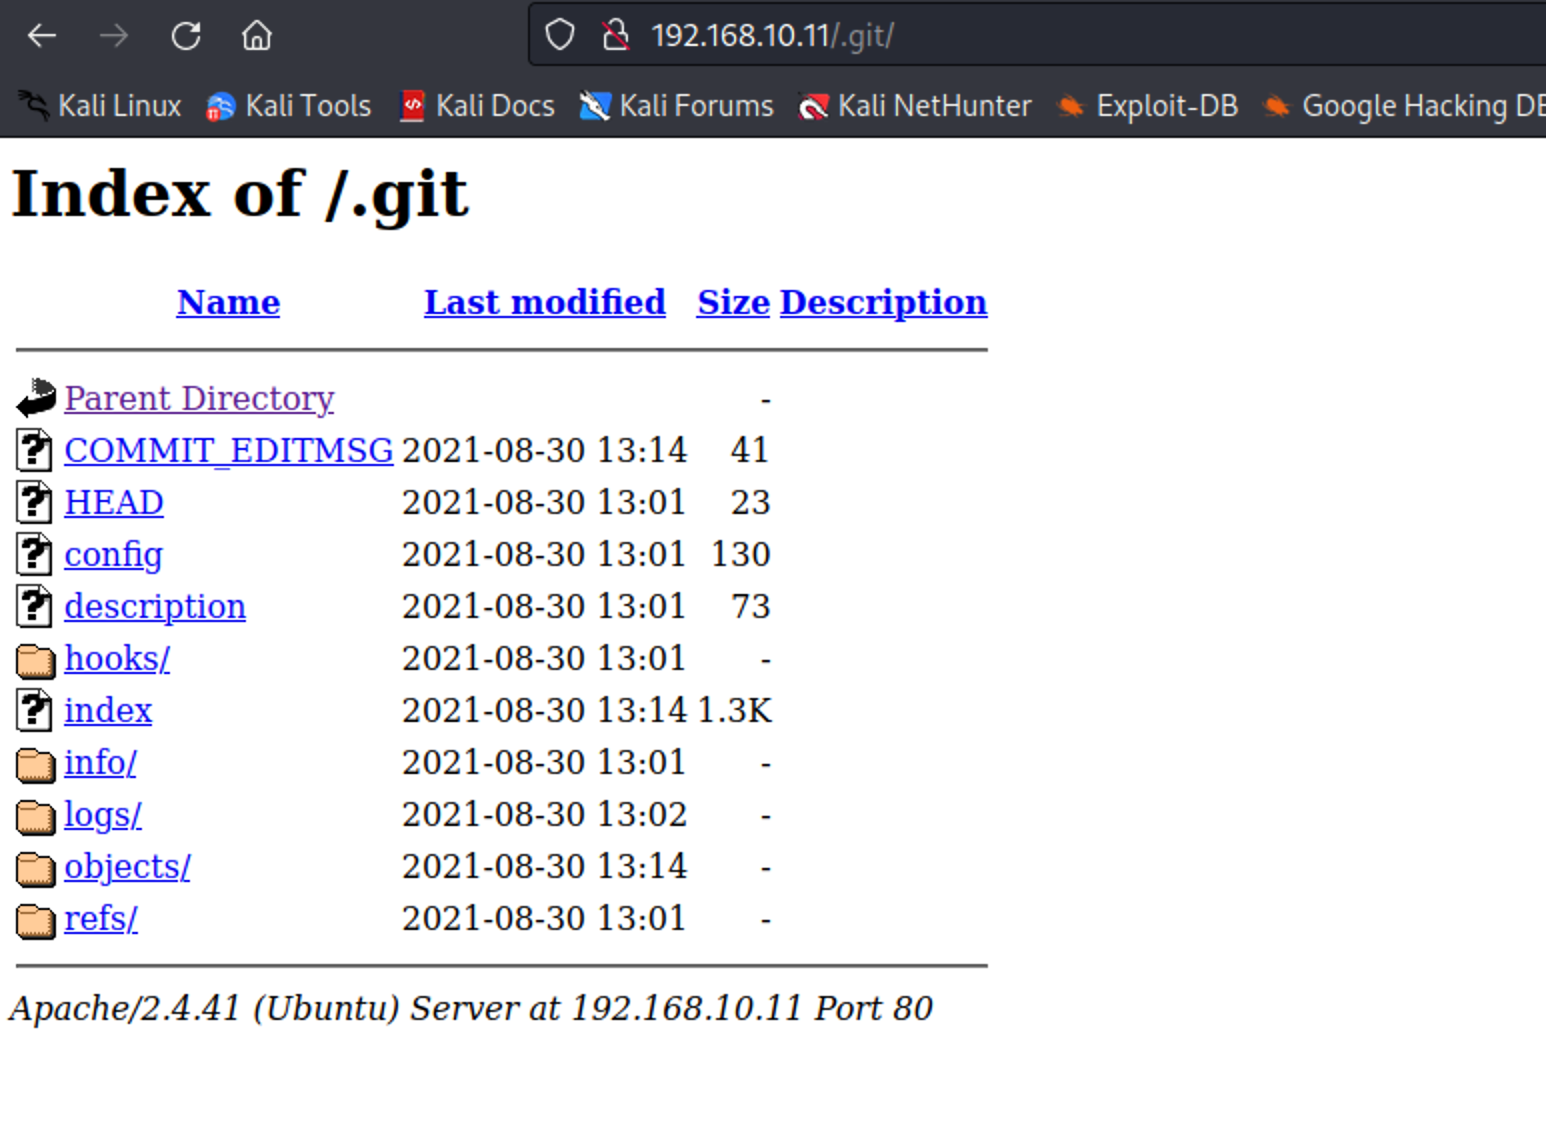 192.168.10.11/.git/
Kali Linux Kali Tools Kali Docs Kali Forums Kali NetHunter Exploit-DB Google Hacking
Index of /.git
Name Last modified Size Description
Parent Directory -
COMMIT_EDITMSG 2021-08-30 13:14 41
HEAD 2021-08-30 13:01 23
config 2021-08-30 13:01 130
description 2021-08-30 13:01 73
hooks/ 2021-08-30 13:01 -
index 2021-08-30 13:14 1.3K
info/ 2021-08-30 13:01 -
logs/ 2021-08-30 13:02 -
objects/ 2021-08-30 13:14 -
refs/ 2021-08-30 13:01 -
Apache/2.4.41 (Ubuntu) Server at 192.168.10.11 Port 80